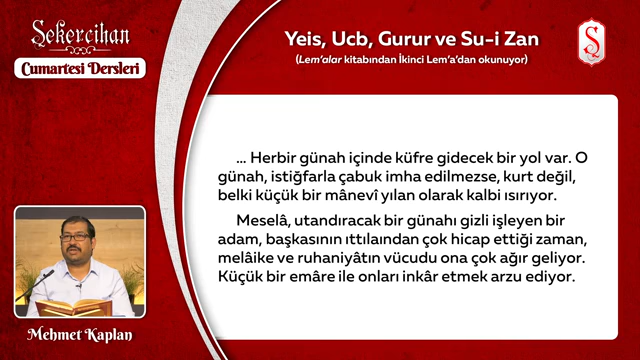 Şekercihan
Cumartesi Dersleri
Yeis, Ucb, Gurur ve Su-i Zan
(Lem'alar kitabından İkinci Lem'a'dan okunuyor)
Ş
... Herbir günah içinde küfre gidecek bir yol var. O
günah, istiğfarla çabuk imha edilmezse, kurt değil,
belki küçük bir mânevî yılan olarak kalbi ısırıyor.
Meselâ, utandıracak bir günahı gizli işleyen bir
adam, başkasının ıttılaından çok hicap ettiği zaman,
melâike ve ruhaniyâtın vücudu ona çok ağır geliyor.
Küçük bir emâre ile onları inkâr etmek arzu ediyor.
Mehmet Kaplan